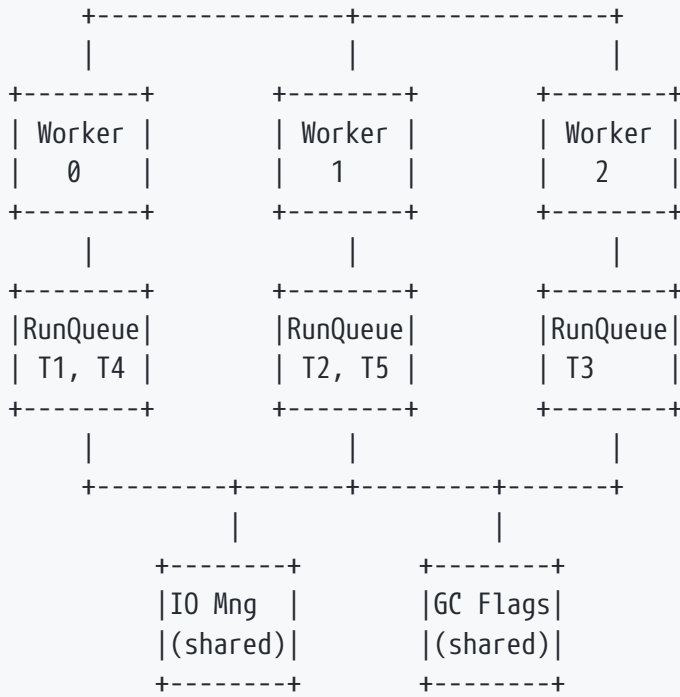 +-----------------+-----------------+
| | |
+--------+ +--------+ +--------+
| Worker | | Worker | | Worker |
| 0 | | 1 | | 2 |
+--------+ +--------+ +--------+
| | |
+--------+ +--------+ +--------+
|RunQueue| |RunQueue| |RunQueue|
| T1, T4 | | T2, T5 | | T3 |
+--------+ +--------+ +--------+
| | |
+---------+-------+---------+-------+
| |
+--------+ +--------+
|IO Mng | |GC Flags|
|(shared)| |(shared)|
+--------+ +--------+